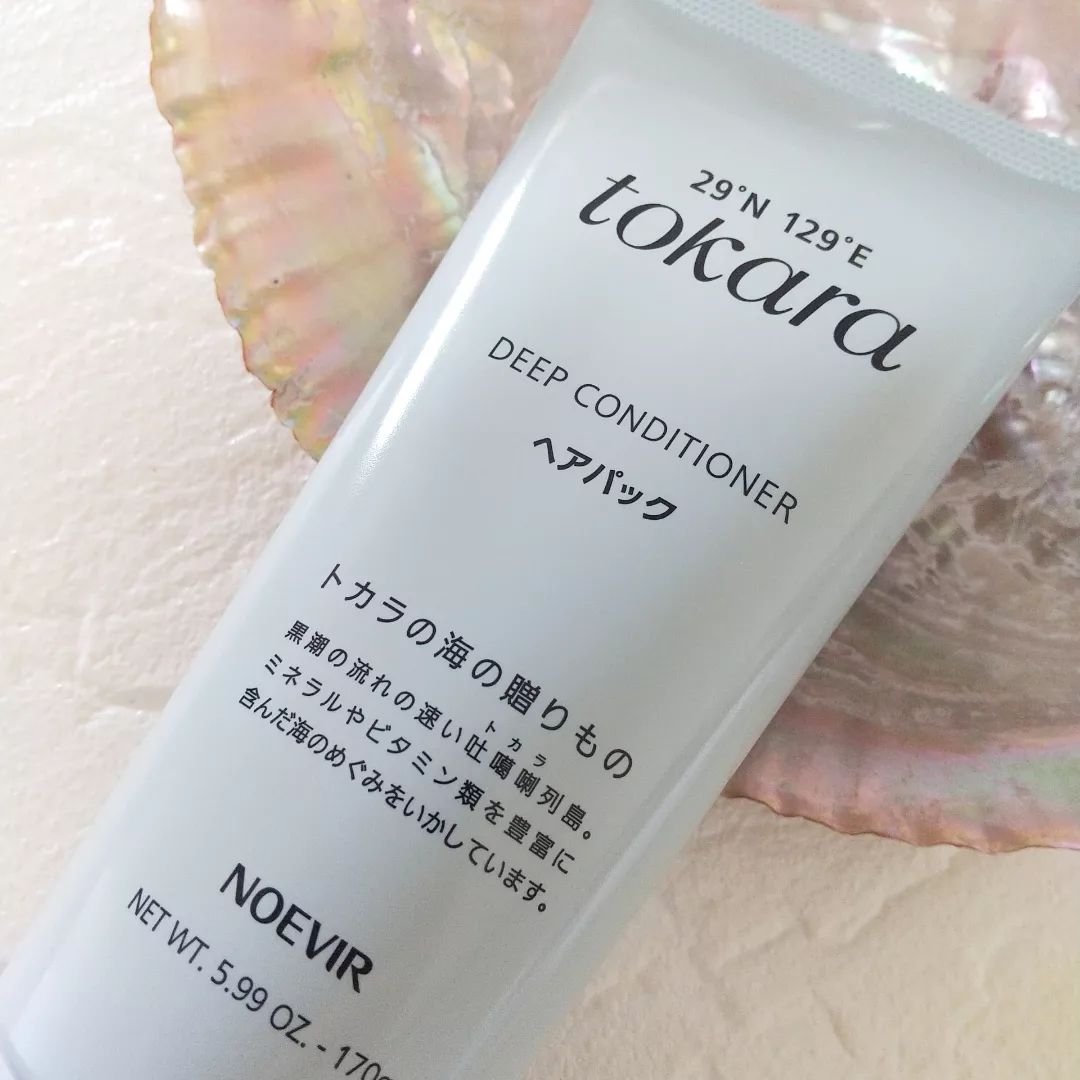 29°N 129°E
tokara
DEEP CONDITIONER
ヘアパック
トカラの海の贈りもの
黒潮の流れの速い吐噶喇列島。
トカラ
ミネラルやビタミン類を豊富に
含んだ海のめぐみをいかしています。
NOEVIR
NET WT. 5.99 OZ. - 170g